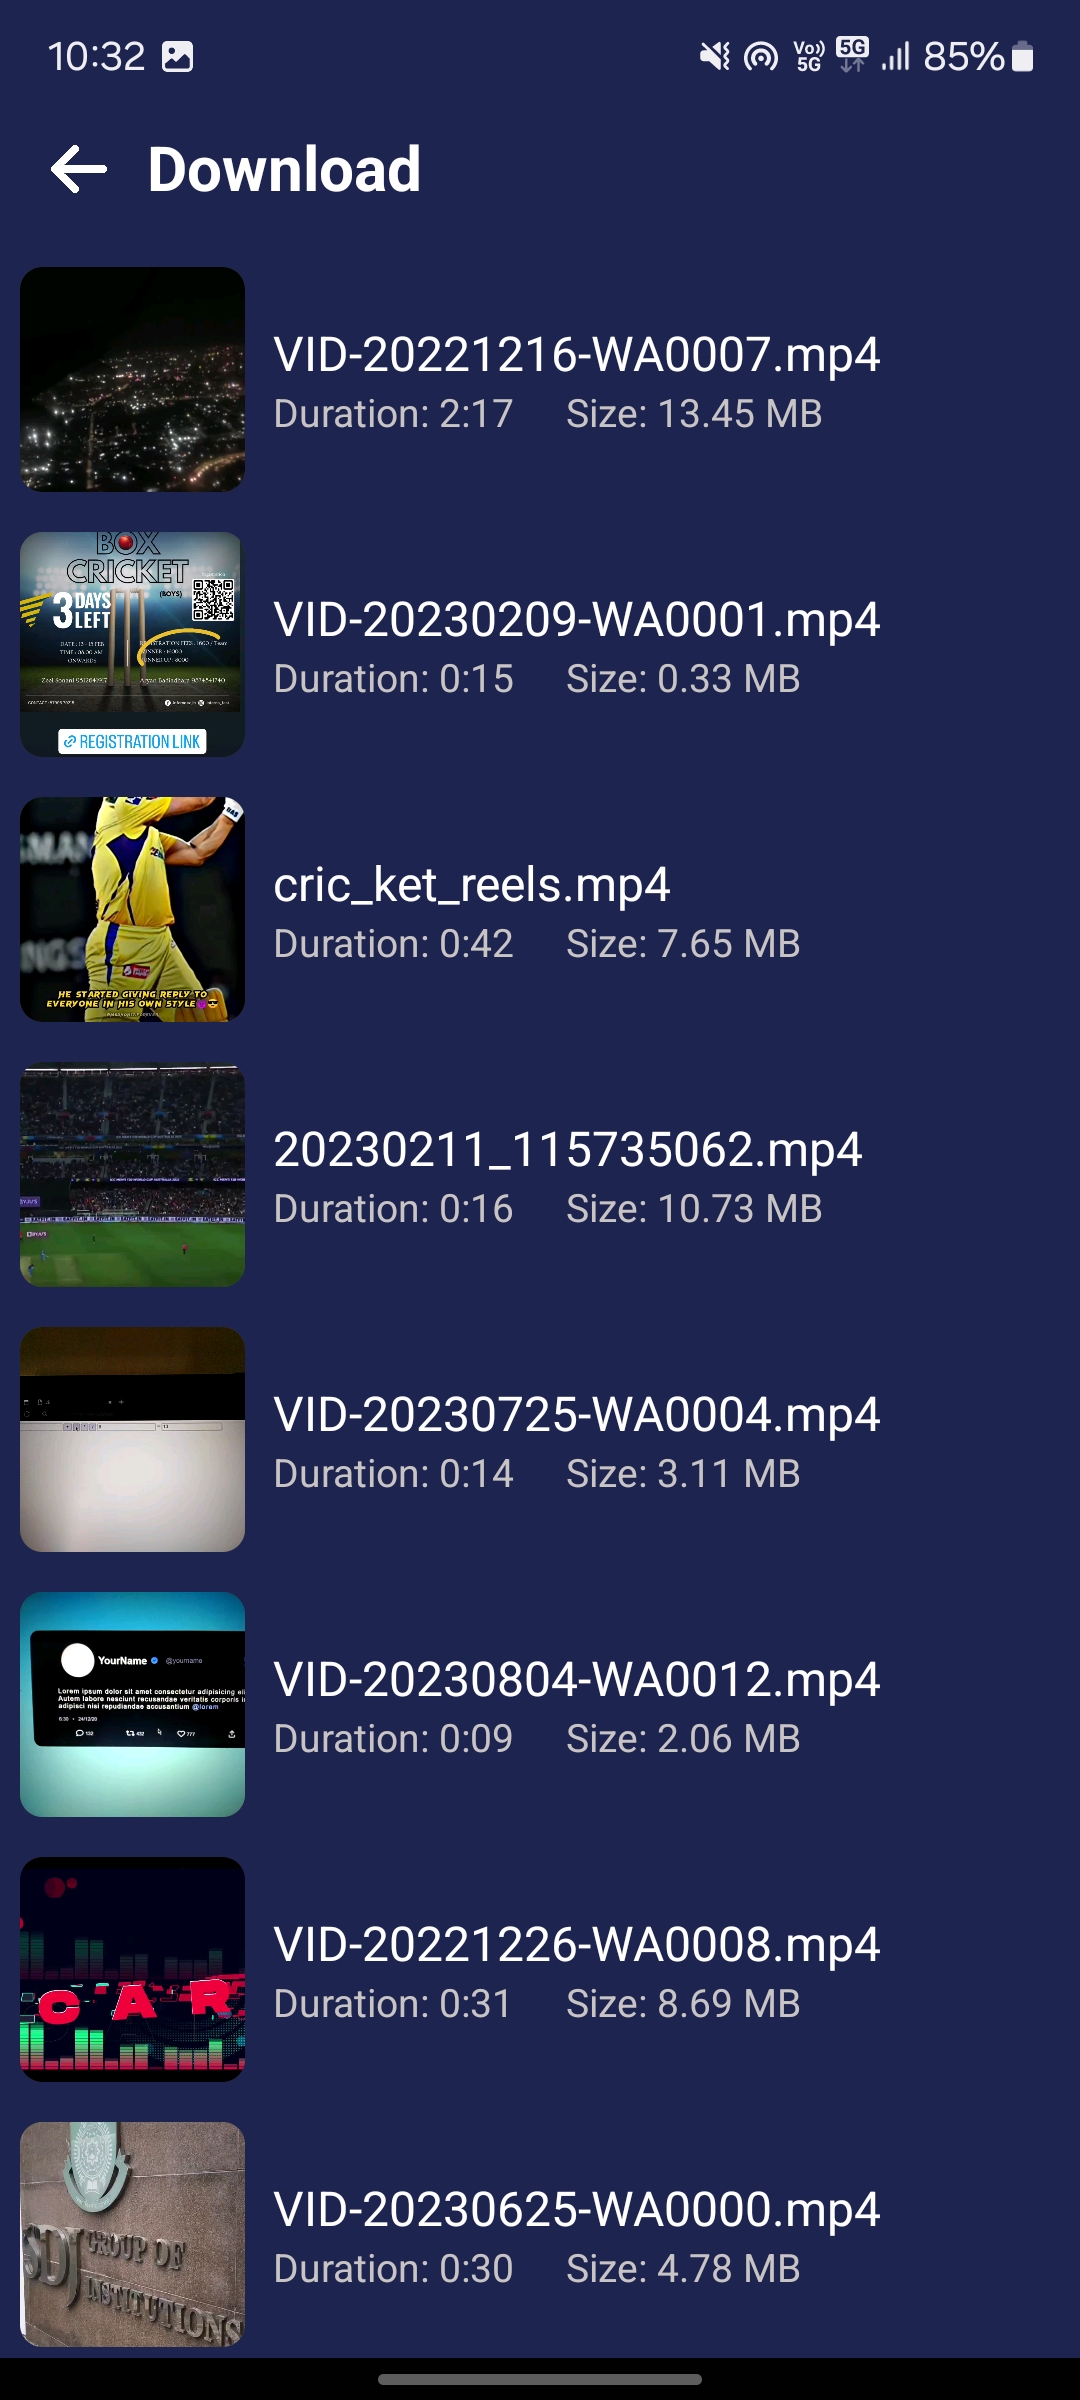 10:32
Vo)) 5G 5G 85%
Download
VID-20221216-WA0007.mp4
Duration: 2:17 Size: 13.45 MB
BOX
CRICKET
(BOYS)
3 DAYS
LEFT
REGISTRATION LINK
VID-20230209-WA0001.mp4
Duration: 0:15 Size: 0.33 MB
HE STARTED GIVING REPLY TO
EVERYONE IN HIS OWN STYLE
cric_ket_reels.mp4
Duration: 0:42 Size: 7.65 MB
20230211_115735062.mp4
Duration: 0:16 Size: 10.73 MB
VID-20230725-WA0004.mp4
Duration: 0:14 Size: 3.11 MB
YourName @yourname
Lorem ipsum dolor sit amet consectetur adipisicing
Autem labore nesciunt recusandae veritatis corporis
adipisci nisi repudiandae accusantium @lorem
VID-20230804-WA0012.mp4
Duration: 0:09 Size: 2.06 MB
CAR
VID-20221226-WA0008.mp4
Duration: 0:31 Size: 8.69 MB
SDJ GROUP OF
INSTITUTIONS
VID-20230625-WA0000.mp4
Duration: 0:30 Size: 4.78 MB